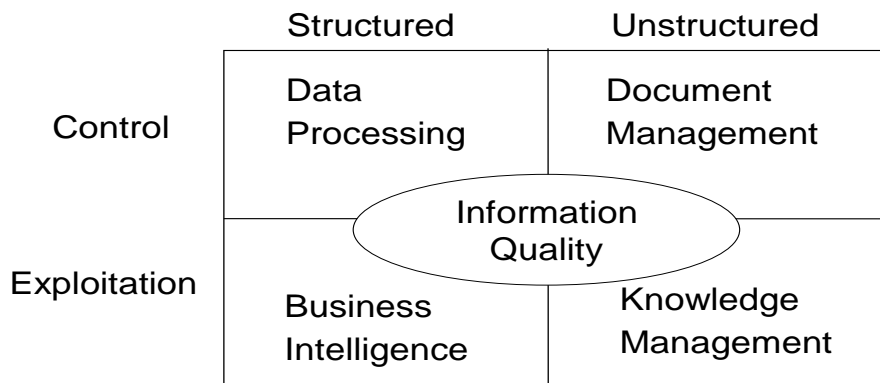 Structured
Unstructured
Control
Data
Processing
Document
Management
Information
Quality
Exploitation
Business
Intelligence
Knowledge
Management